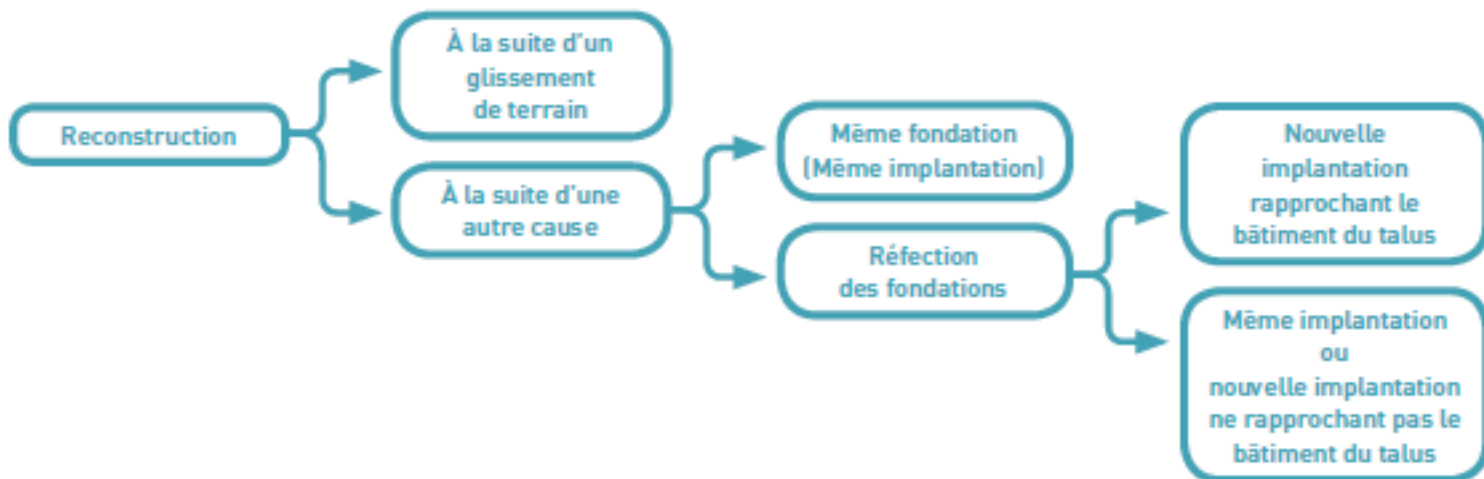 Reconstruction
À la suite d'un
glissement
de terrain
À la suite d'une
autre cause
Même fondation
(Même implantation)
Réfection
des fondations
Nouvelle
implantation
rapprochant le
bâtiment du talus
Même implantation
ou
nouvelle implantation
ne rapprochant pas le
bâtiment du talus